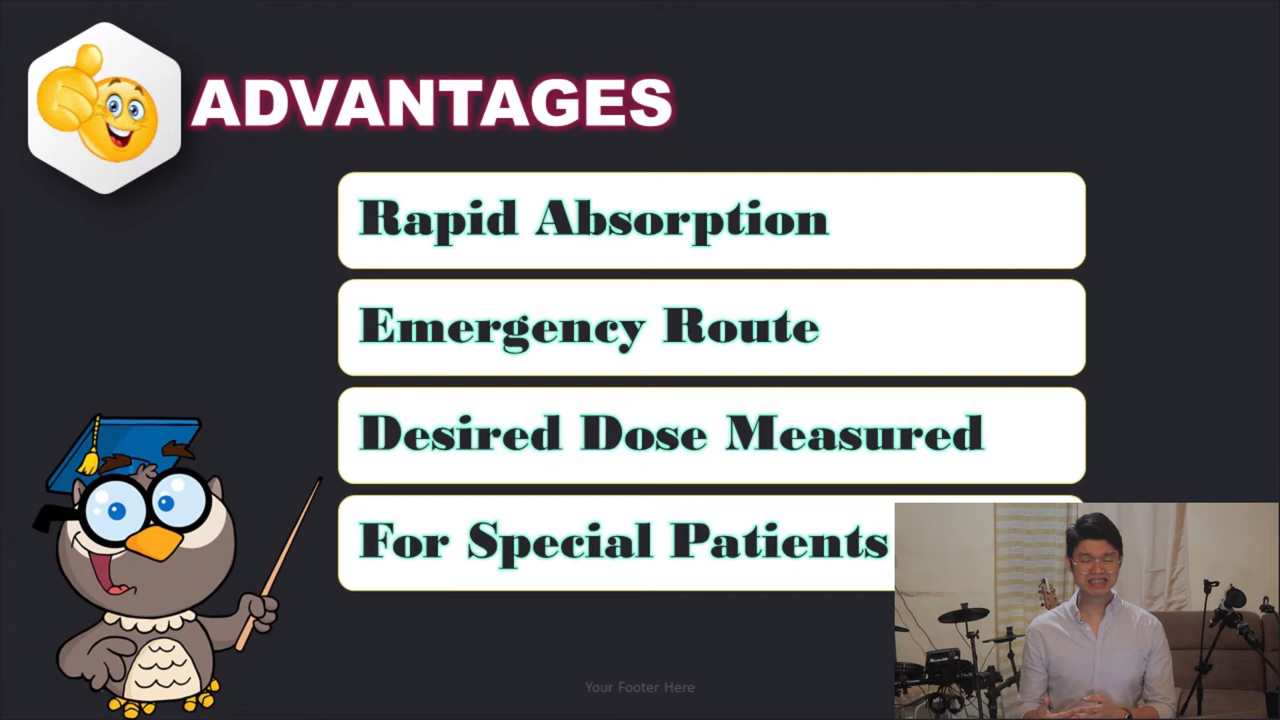 ADVANTAGES
Rapid Absorption
Emergency Route
Desired Dose Measured
For Special Patients
Your Footer Here